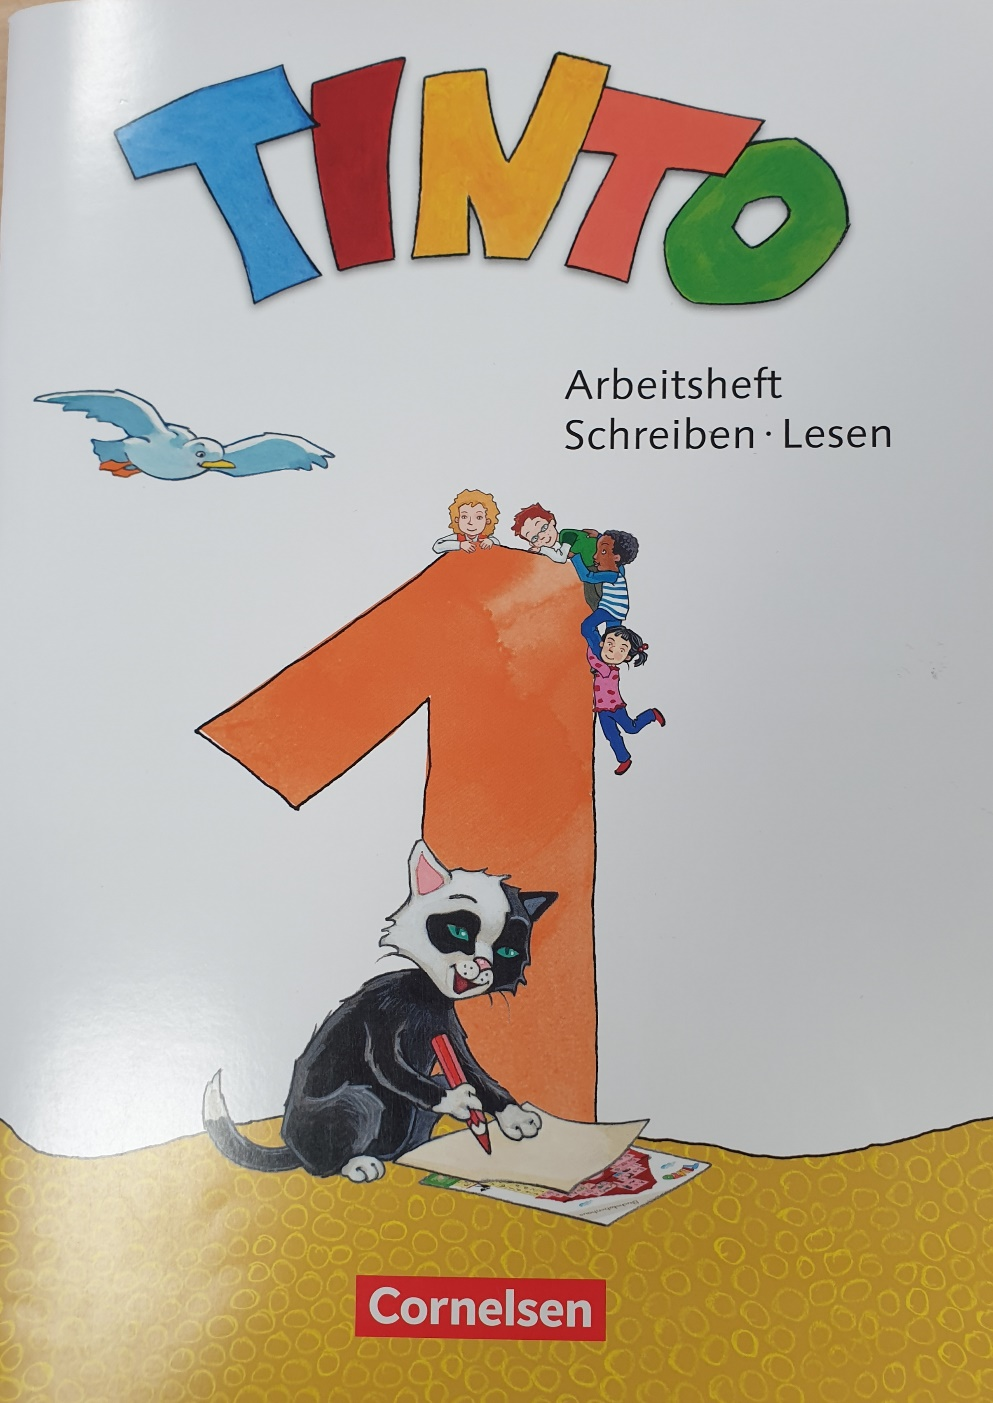 TINTO
Arbeitsheft
Schreiben · Lesen
1
Cornelsen